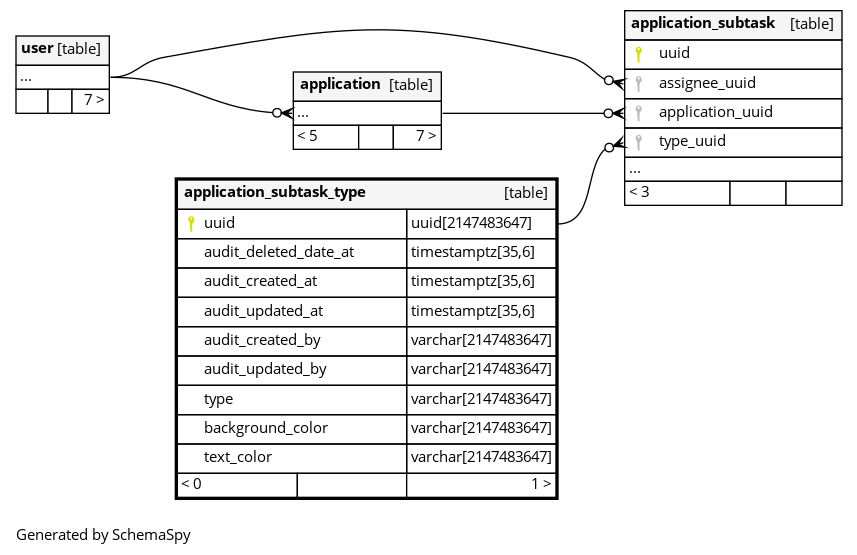 user [table]
...
7 >
application [table]
...
< 5 7 >
application_subtask [table]
uuid
assignee_uuid
application_uuid
type_uuid
...
< 3
application_subtask_type [table]
uuid uuid[2147483647]
audit_deleted_date_at timestamptz[35,6]
audit_created_at timestamptz[35,6]
audit_updated_at timestamptz[35,6]
audit_created_by varchar[2147483647]
audit_updated_by varchar[2147483647]
type varchar[2147483647]
background_color varchar[2147483647]
text_color varchar[2147483647]
< 0 1 >
Generated by SchemaSpy